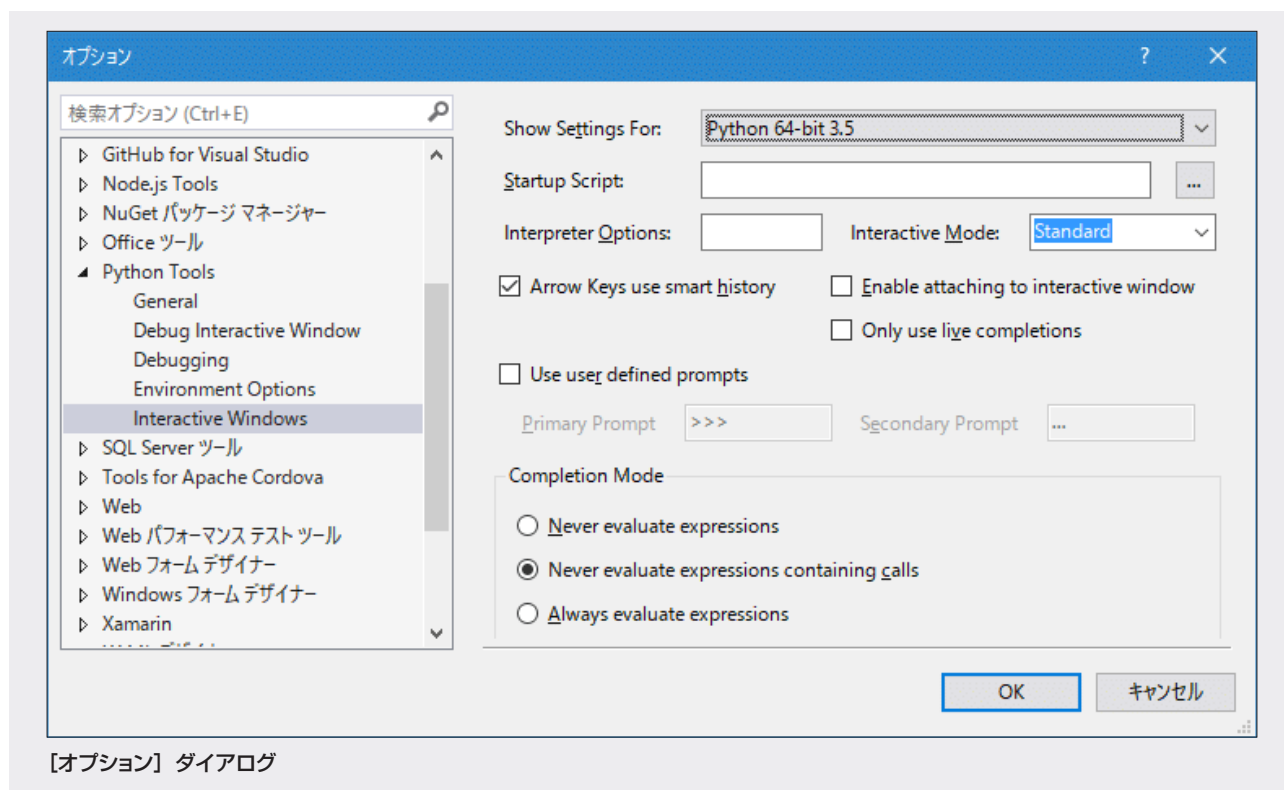 オプション
?
検索オプション (Ctrl+E)
GitHub for Visual Studio
Node.js Tools
NuGet パッケージ マネージャー
Office ツール
Python Tools
General
Debug Interactive Window
Debugging
Environment Options
Interactive Windows
SQL Server ツール
Tools for Apache Cordova
Web
Web パフォーマンス テスト ツール
Web フォーム デザイナー
Windows フォーム デザイナー
Xamarin
Show Settings For: Python 64-bit 3.5
Startup Script: ...
Interpreter Options: Interactive Mode: Standard
Arrow Keys use smart history Enable attaching to interactive window
Only use live completions
Use user defined prompts
Primary Prompt >>> Secondary Prompt ...
Completion Mode
Never evaluate expressions
Never evaluate expressions containing calls
Always evaluate expressions
OK キャンセル
[オプション] ダイアログ